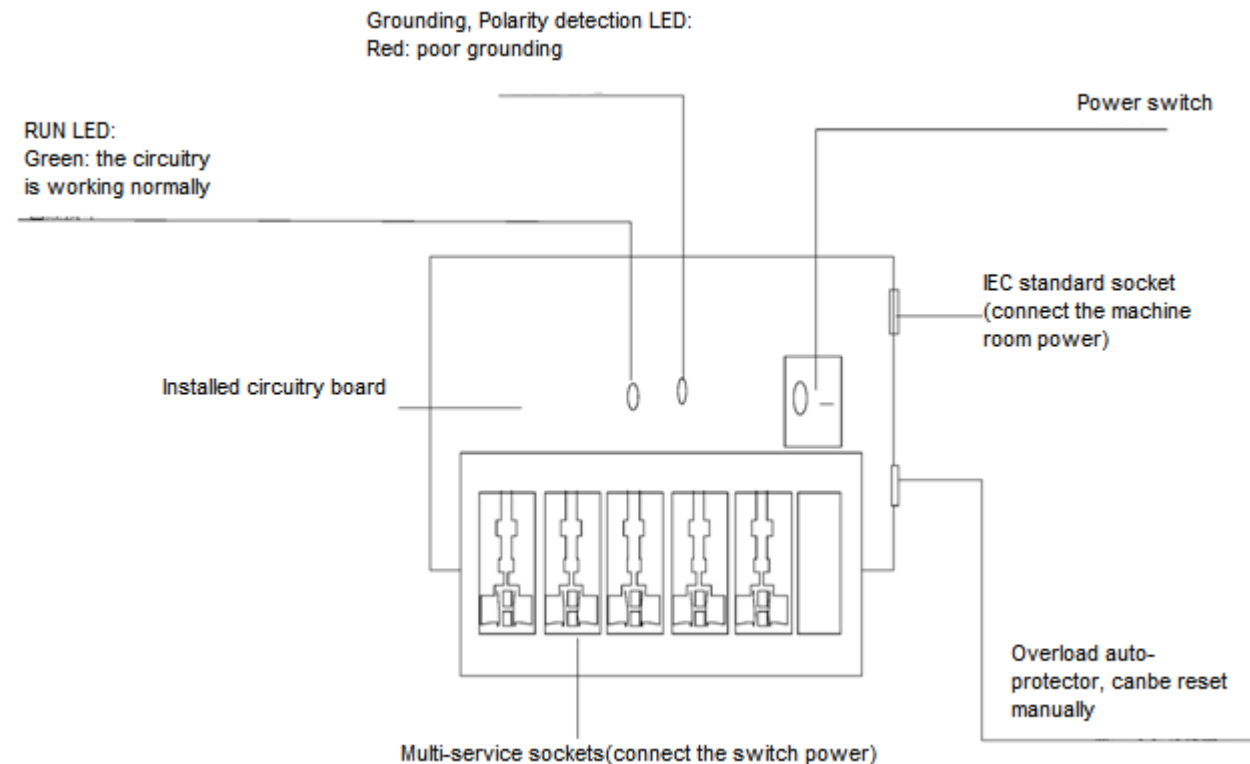 Grounding, Polarity detection LED:
Red: poor grounding
Power switch
RUN LED:
Green: the circuitry
is working normally
IEC standard socket
(connect the machine
room power)
Installed circuitry board
Overload auto-
protector, canbe reset
manually
Multi-service sockets(connect the switch power)